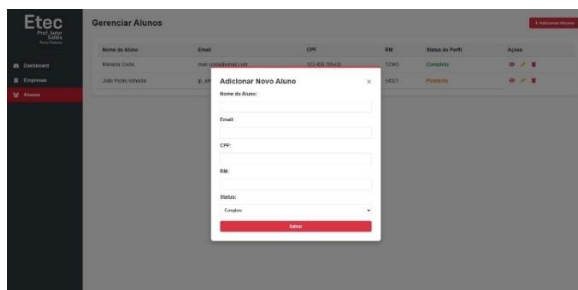 Etec
Gerenciar Alunos
+ Adicionar Aluno
Nome do Aluno
Email
CPF
RM
Status do Perfil
Ações
Mariana Costa
12345
Completo
João Pedro Almeida
54321
Pendente
Dashboard
Empresas
Alunos
Adicionar Novo Aluno
×
Nome do Aluno:
Email:
CPF:
RM:
Status:
Completo
Salvar